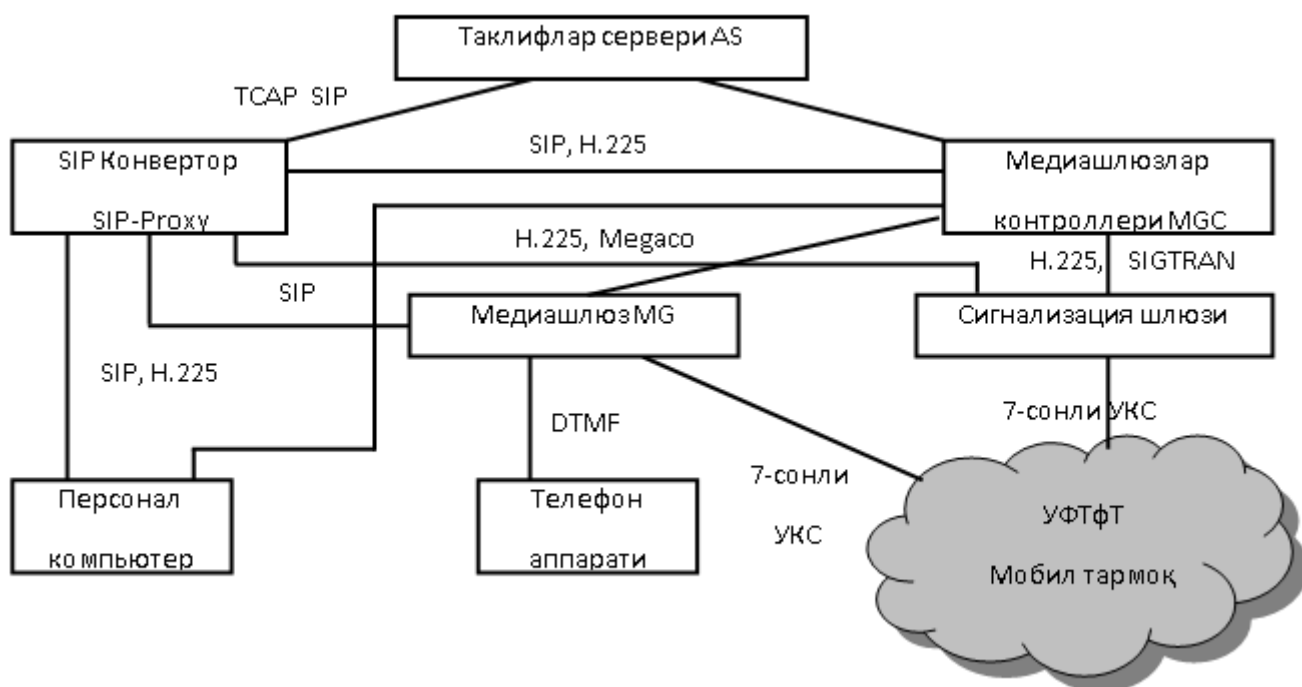 Таклифлар сервери AS
TCAP SIP
SIP Конвертор
SIP-Proxy
SIP, H.225
Медиашлюзлар
контроллери MGC
H.225, Megaco
H.225, SIGTRAN
SIP
Медиашлюз MG
Сигнализация шлюзи
SIP, H.225
DTMF
7-сонли УКС
7-сонли
УКС
Персонал
компьютер
Телефон
аппарати
УФТфТ
Мобил тармоқ